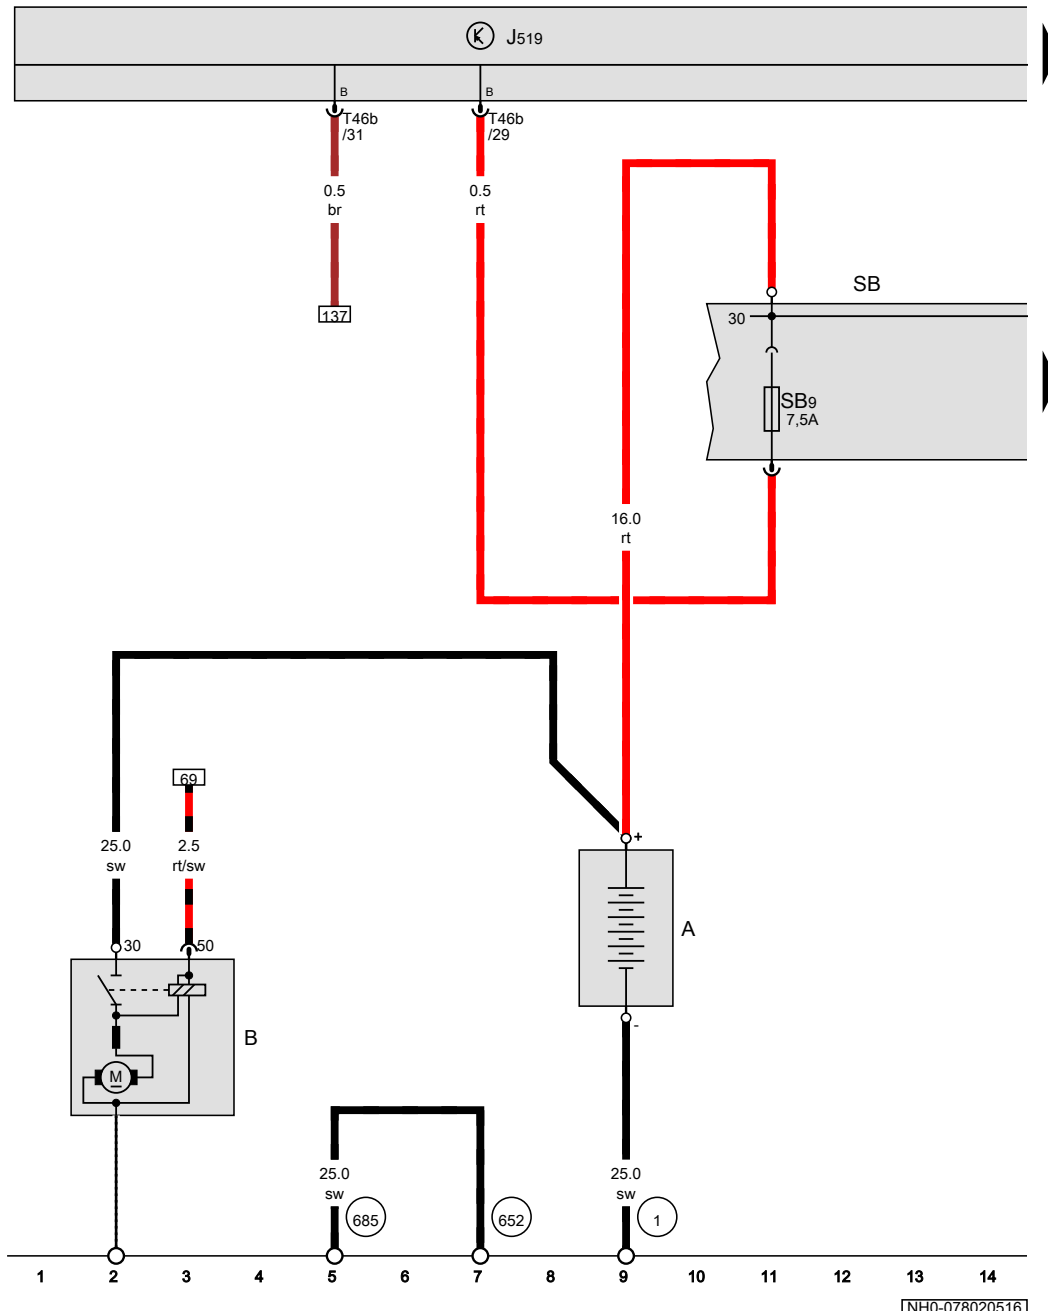 J519
B
B
T46b
/31
T46b
/29
0.5
br
0.5
rt
137
SB
30
SB9
7,5A
16.0
rt
69
25.0
sw
2.5
rt/sw
+
30
50
A
-
B
M
25.0
sw
25.0
sw
685
652
1
1 2 3 4 5 6 7 8 9 10 11 12 13 14
NH0-078020516